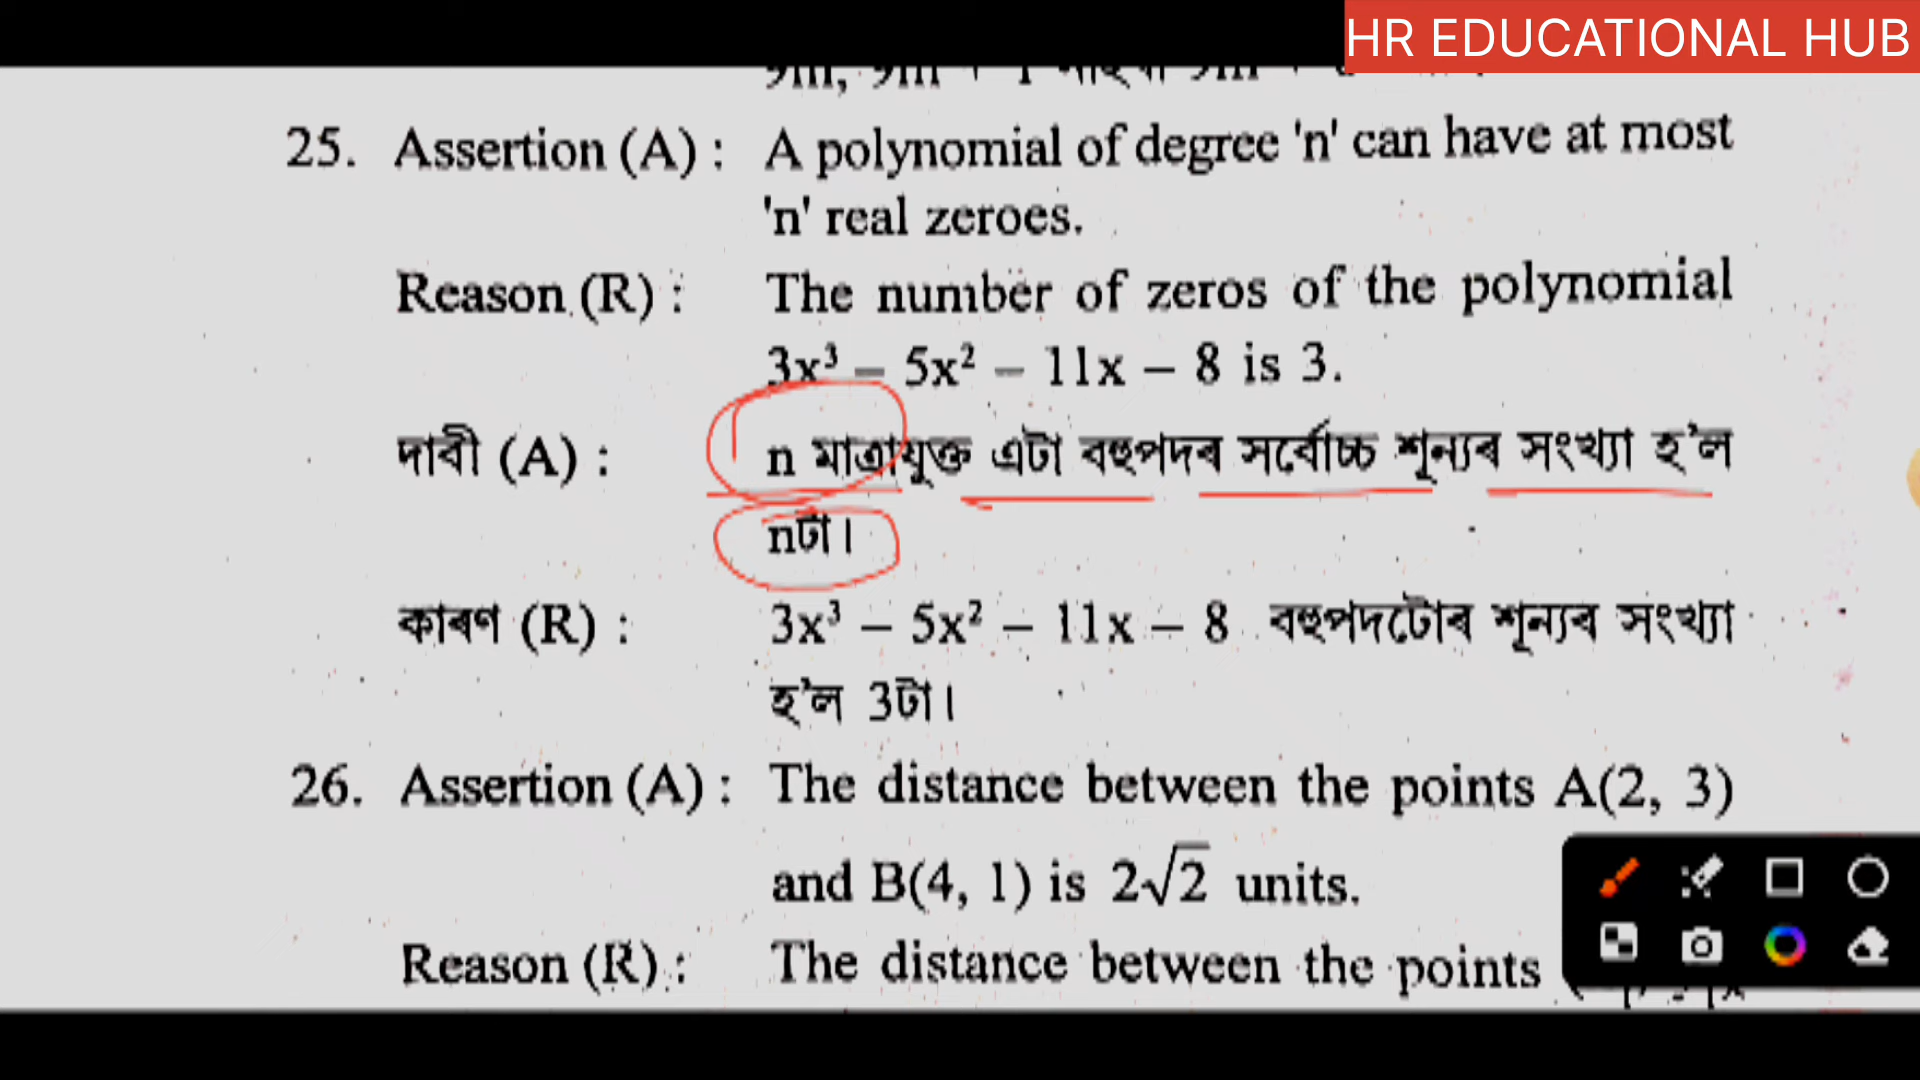 HR EDUCATIONAL HUB
25. Assertion (A) : A polynomial of degree 'n' can have at most
'n' real zeroes.
Reason (R) : The number of zeros of the polynomial
3x³ – 5x² – 11x – 8 is 3.
দাবী (A) : n মাত্ৰাযুক্ত এটা বহুপদৰ সৰ্বোচ্চ শূন্যৰ সংখ্যা হ'ল
nটা।
কাৰণ (R) : 3x³ – 5x² – 11x – 8 বহুপদটোৰ শূন্যৰ সংখ্যা
হ'ল 3টা।
26. Assertion (A) : The distance between the points A(2, 3)
and B(4, 1) is 2√2 units.
Reason (R) : The distance between the points